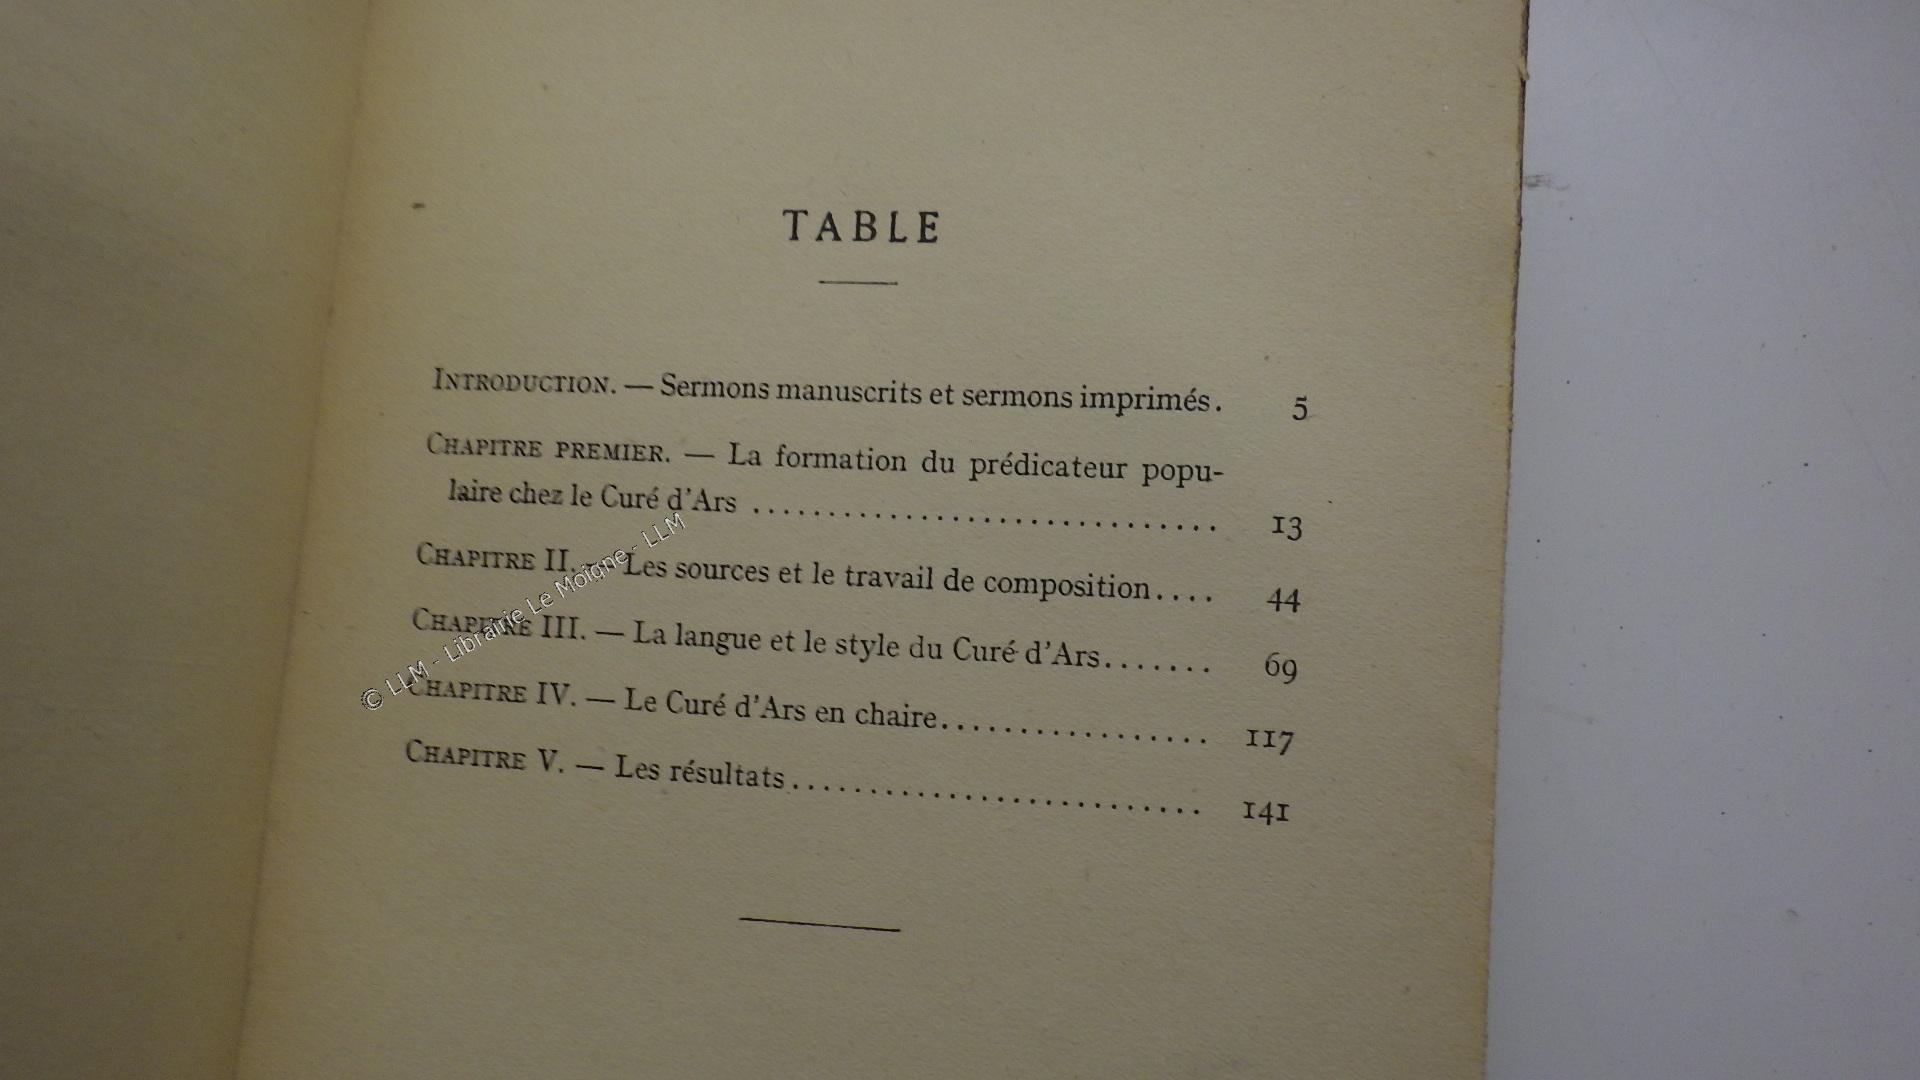 TABLE
INTRODUCTION. — Sermons manuscrits et sermons imprimés. 5
CHAPITRE PREMIER. — La formation du prédicateur popu-
laire chez le Curé d'Ars ................................ 13
CHAPITRE II. — Les sources et le travail de composition.... 44
CHAPITRE III. — La langue et le style du Curé d'Ars....... 69
CHAPITRE IV. — Le Curé d'Ars en chaire.................. 117
CHAPITRE V. — Les résultats........................... 141
© LLM - Librairie Le Moigne - LLM